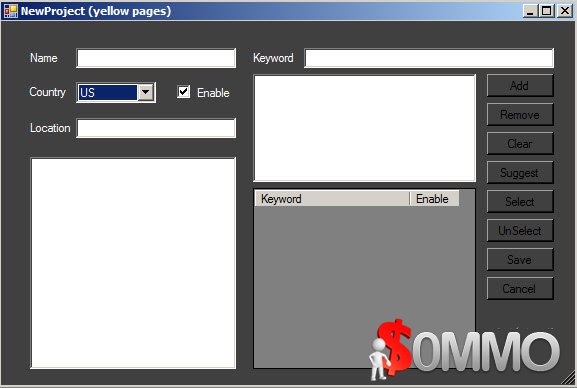 NewProject (yellow pages)
Name
Keyword
Country
US
Enable
Location
Add
Remove
Clear
Suggest
Select
UnSelect
Save
Cancel
Keyword
Enable
$0MMO